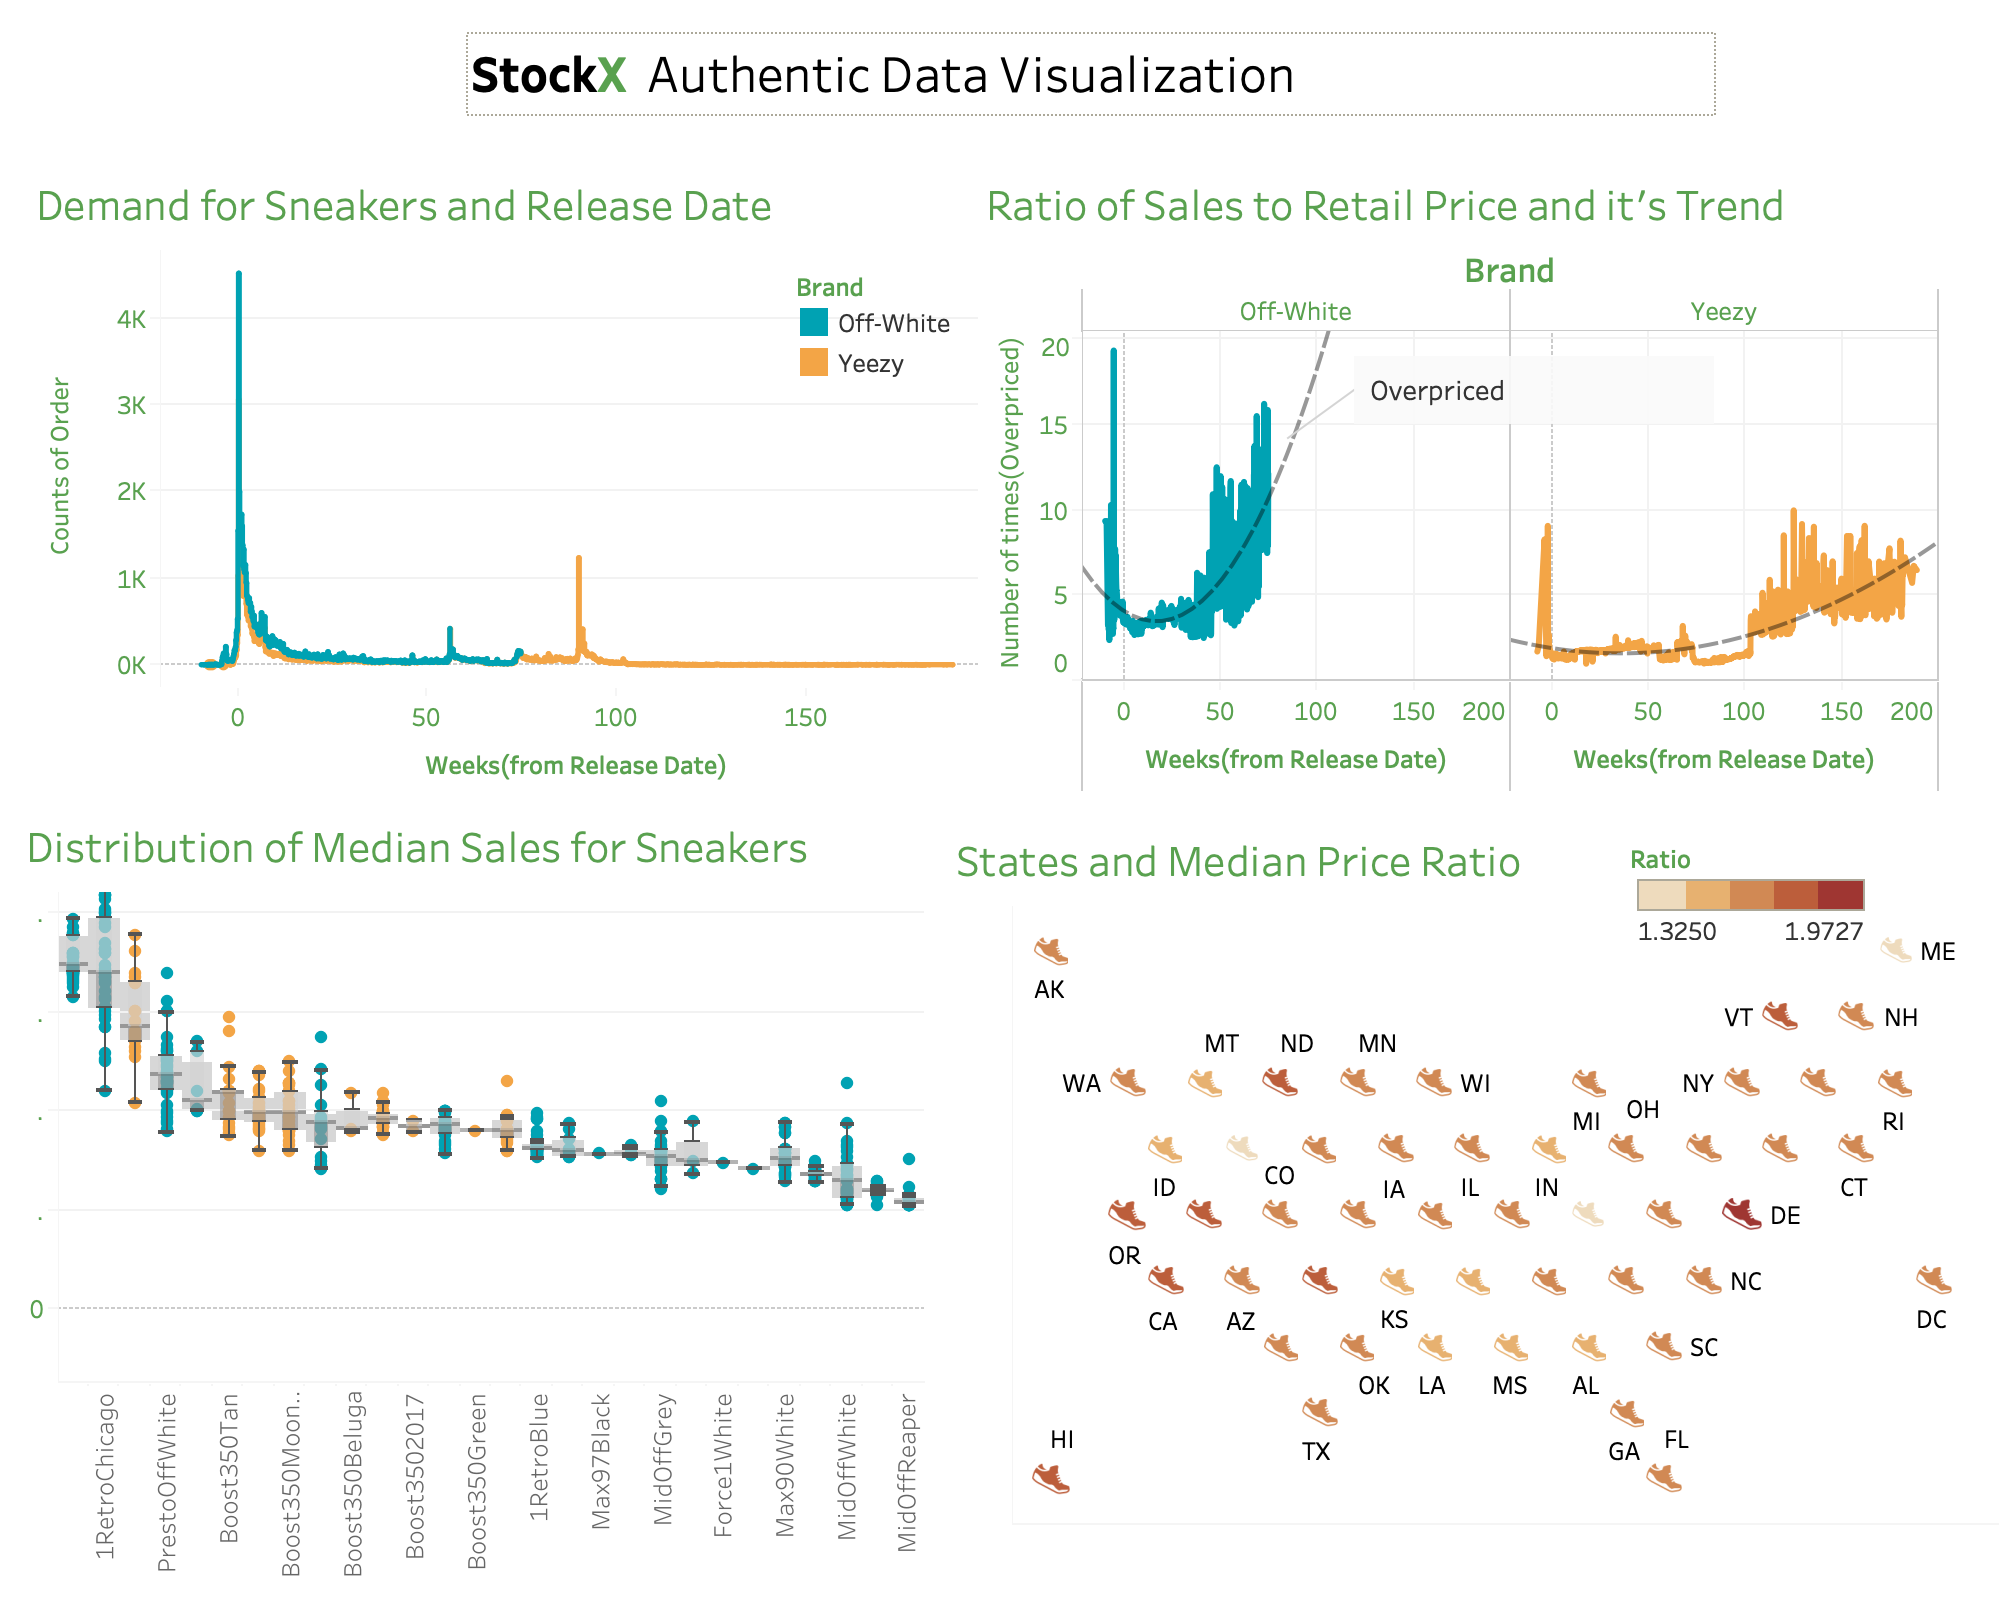 StockX Authentic Data Visualization
Demand for Sneakers and Release Date
Brand
Off-White
Yeezy
4K
3K
2K
1K
0K
Counts of Order
0 50 100 150
Weeks(from Release Date)
Ratio of Sales to Retail Price and it's Trend
Brand
Off-White Yeezy
Number of times(Overpriced)
20
15
10
5
0
Overpriced
0 50 100 150 200 0 50 100 150 200
Weeks(from Release Date) Weeks(from Release Date)
Distribution of Median Sales for Sneakers
0
1RetroChicago
PrestoOffWhite
Boost350Tan
Boost350Moon..
Boost350Beluga
Boost3502017
Boost350Green
1RetroBlue
Max97Black
MidOffGrey
Force1White
Max90White
MidOffWhite
MidOffReaper
States and Median Price Ratio
Ratio
1.3250 1.9727
ME
AK
VT NH
MT ND MN
WA WI NY
MI OH RI
CO
ID IA IL IN CT
DE
OR
NC
CA AZ KS DC
SC
OK LA MS AL
HI FL
TX GA